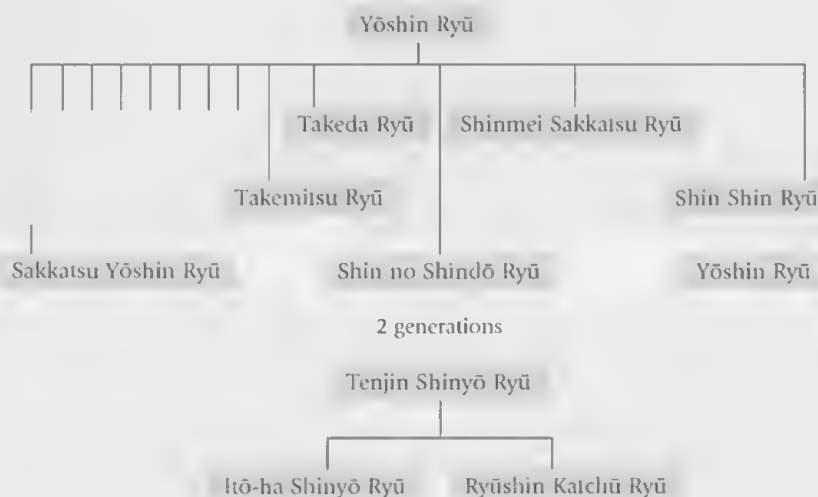 Yōshin Ryū
Takeda Ryū Shinmei Sakkatsu Ryū
Takemitsu Ryū Shin Shin Ryū
Sakkatsu Yōshin Ryū Shin no Shindō Ryū Yōshin Ryū
2 generations
Tenjin Shinyō Ryū
Itō-ha Shinyō Ryū Ryūshin Katchū Ryū